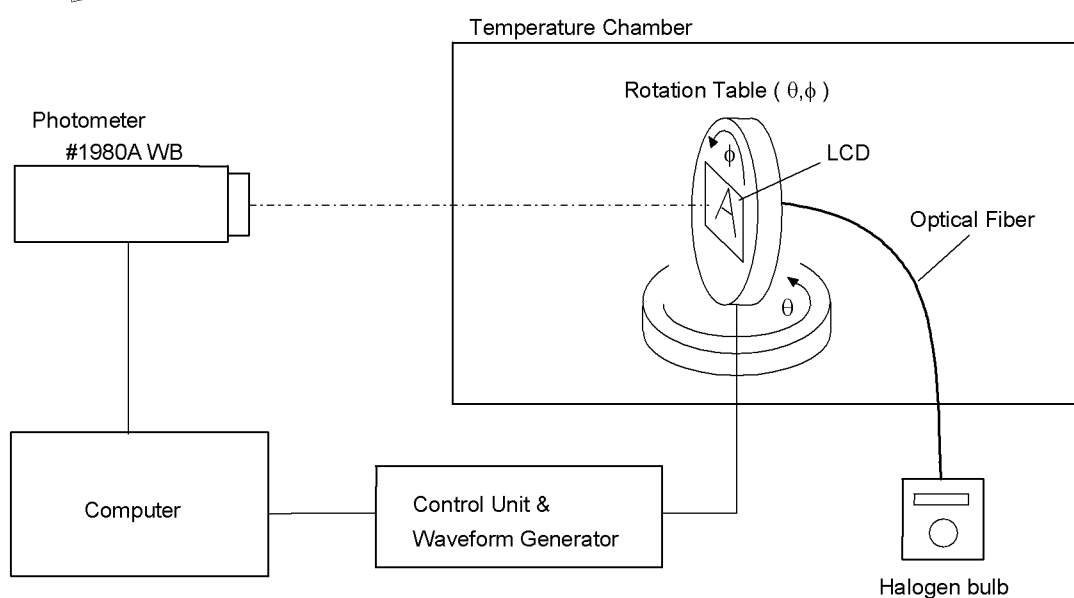 Temperature Chamber
Rotation Table ( θ,ϕ )
Photometer
#1980A WB
ϕ
LCD
A
Optical Fiber
θ
Computer
Control Unit &
Waveform Generator
Halogen bulb